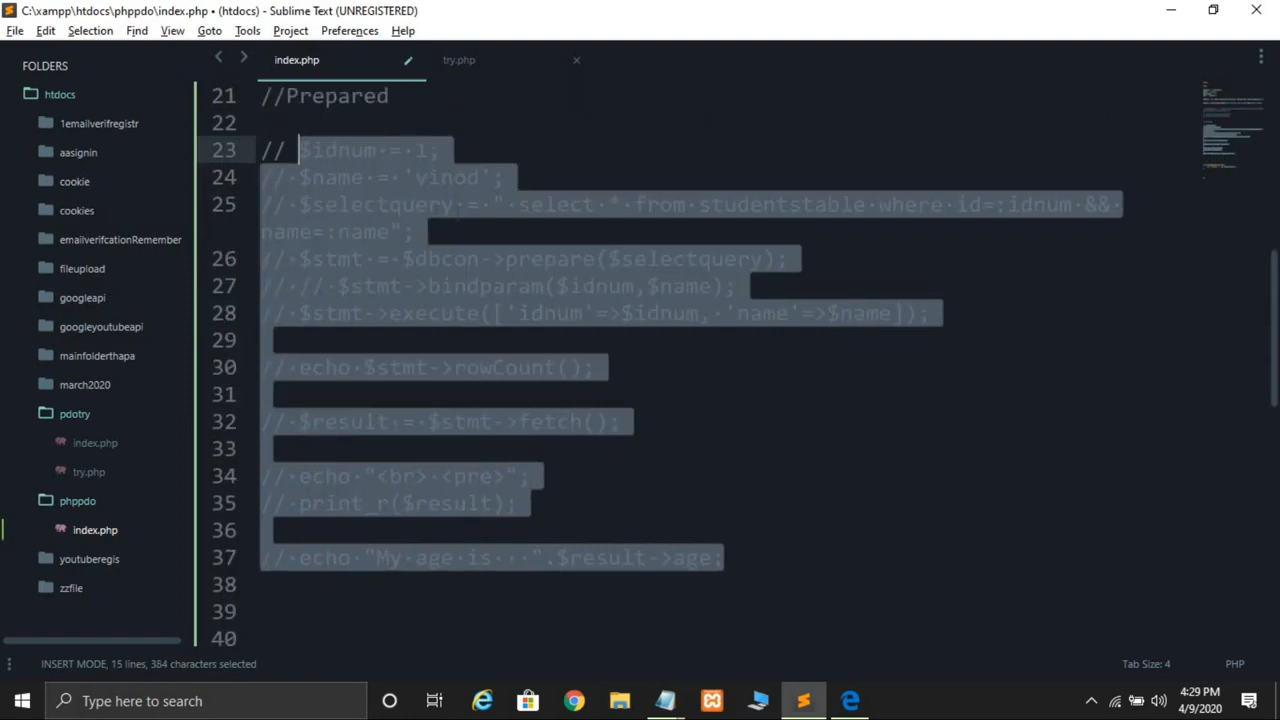 C:\xampp\htdocs\phppdo\index.php • (htdocs) - Sublime Text (UNREGISTERED)
File Edit Selection Find View Goto Tools Project Preferences Help
FOLDERS
htdocs
1emailverifregistr
aasignin
cookie
cookies
emailverifcationRemember
fileupload
googleapi
googleyoutubeapi
mainfolderthapa
march2020
pdotry
index.php
try.php
phppdo
index.php
youtuberegis
zzfile
index.php try.php
21 //Prepared
22
23 // $idnum = 1;
24 // $name = 'vinod';
25 // $selectquery = " select * from studentstable where id=:idnum &&
name=:name";
26 // $stmt = $dbcon->prepare($selectquery);
27 // // $stmt->bindparam($idnum,$name);
28 // $stmt->execute(['idnum'=>$idnum, 'name'=>$name]);
29
30 // echo $stmt->rowCount();
31
32 // $result = $stmt->fetch();
33
34 // echo "<br> <pre>";
35 // print_r($result);
36
37 // echo "My age is   ".$result->age;
38
39
40
INSERT MODE, 15 lines, 384 characters selected Tab Size: 4 PHP
Type here to search
4:29 PM
4/9/2020